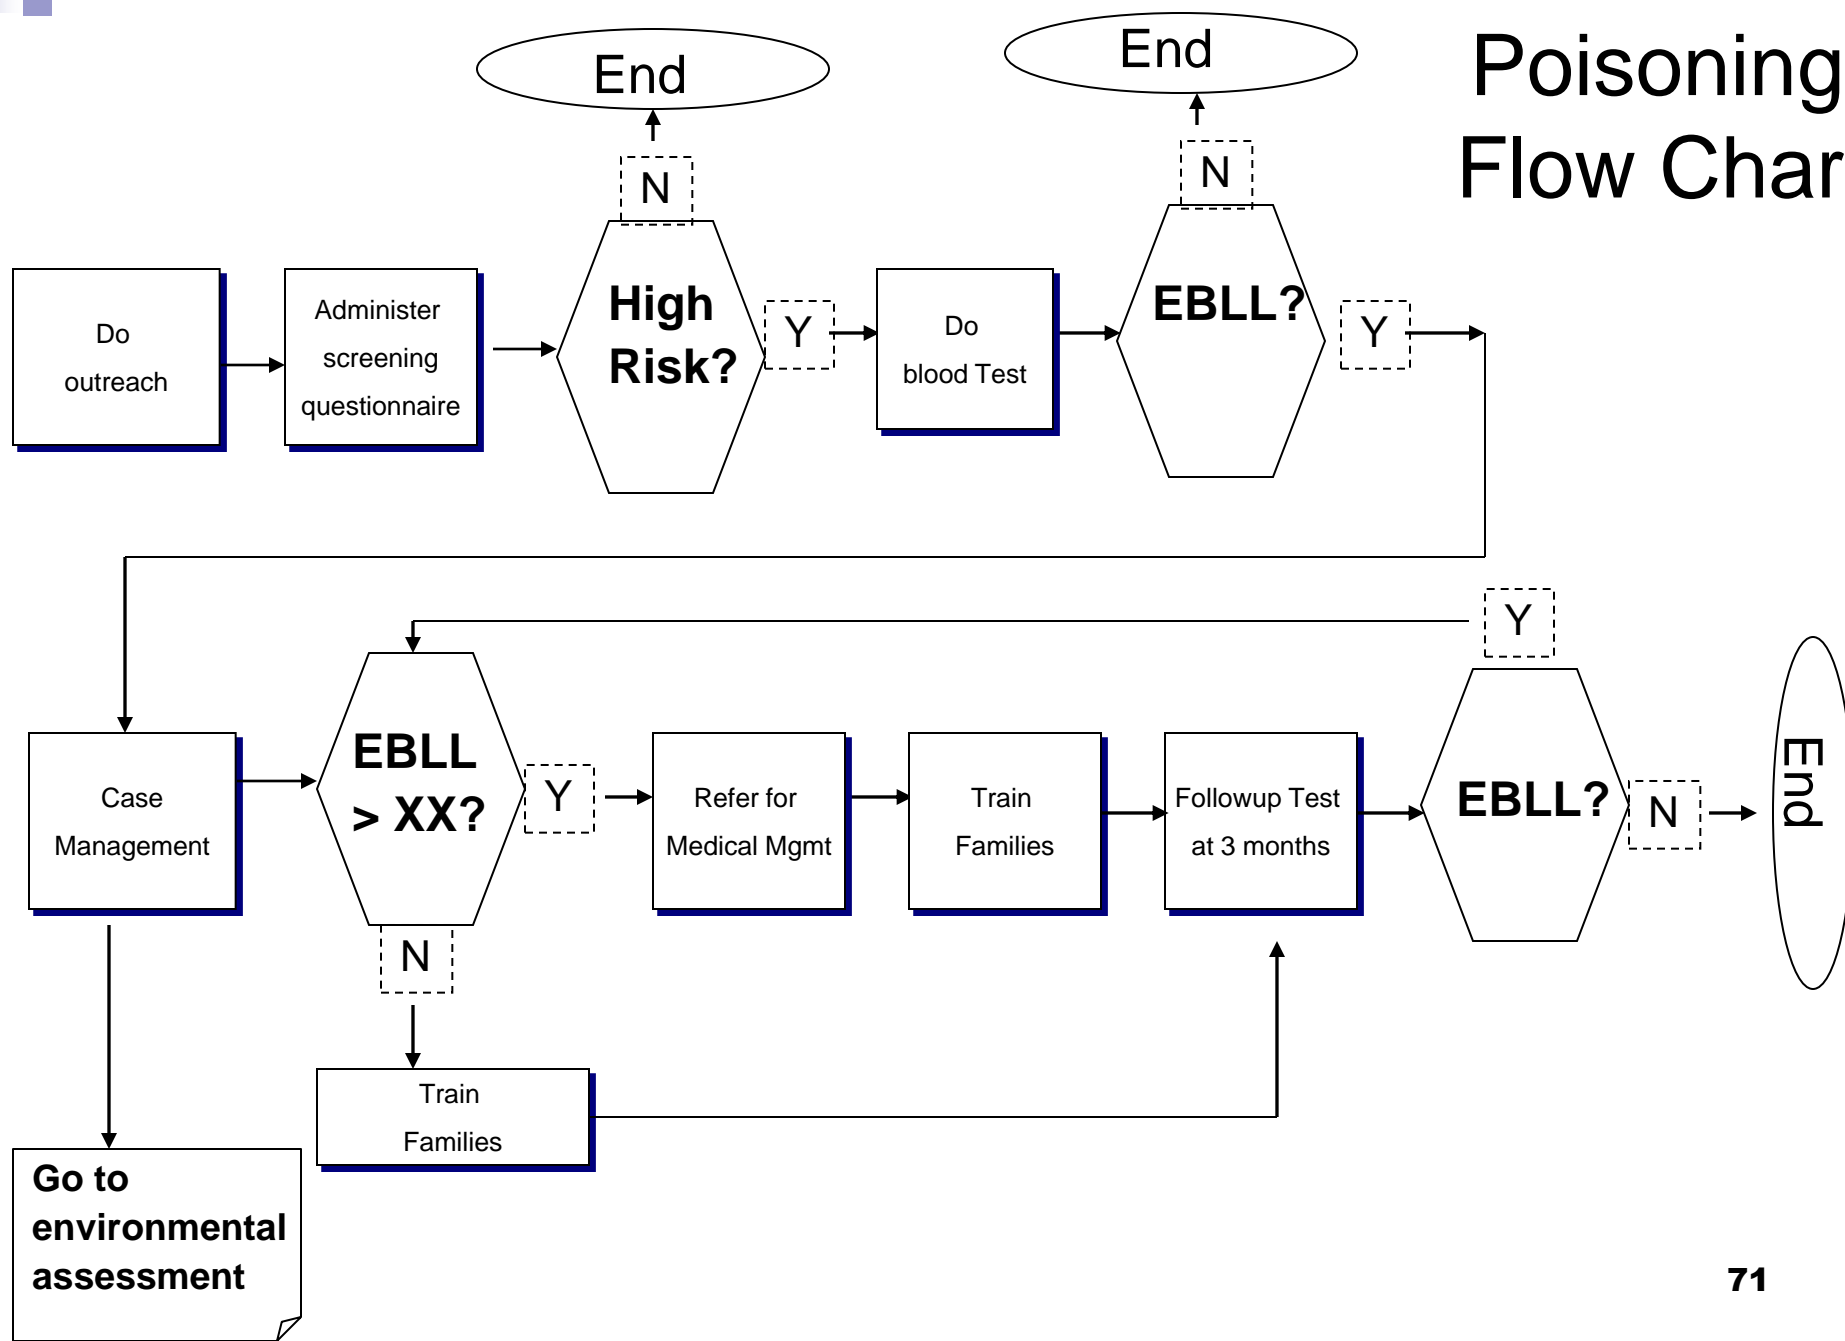 Poisoning
Flow Char
End
End
N
N
Do
outreach
Administer
screening
questionnaire
High
Risk?
Y
Do
blood Test
EBLL?
Y
Case
Management
EBLL
> XX?
Y
Refer for
Medical Mgmt
Train
Families
Followup Test
at 3 months
EBLL?
Y
N
End
N
Train
Families
Go to
environmental
assessment
71